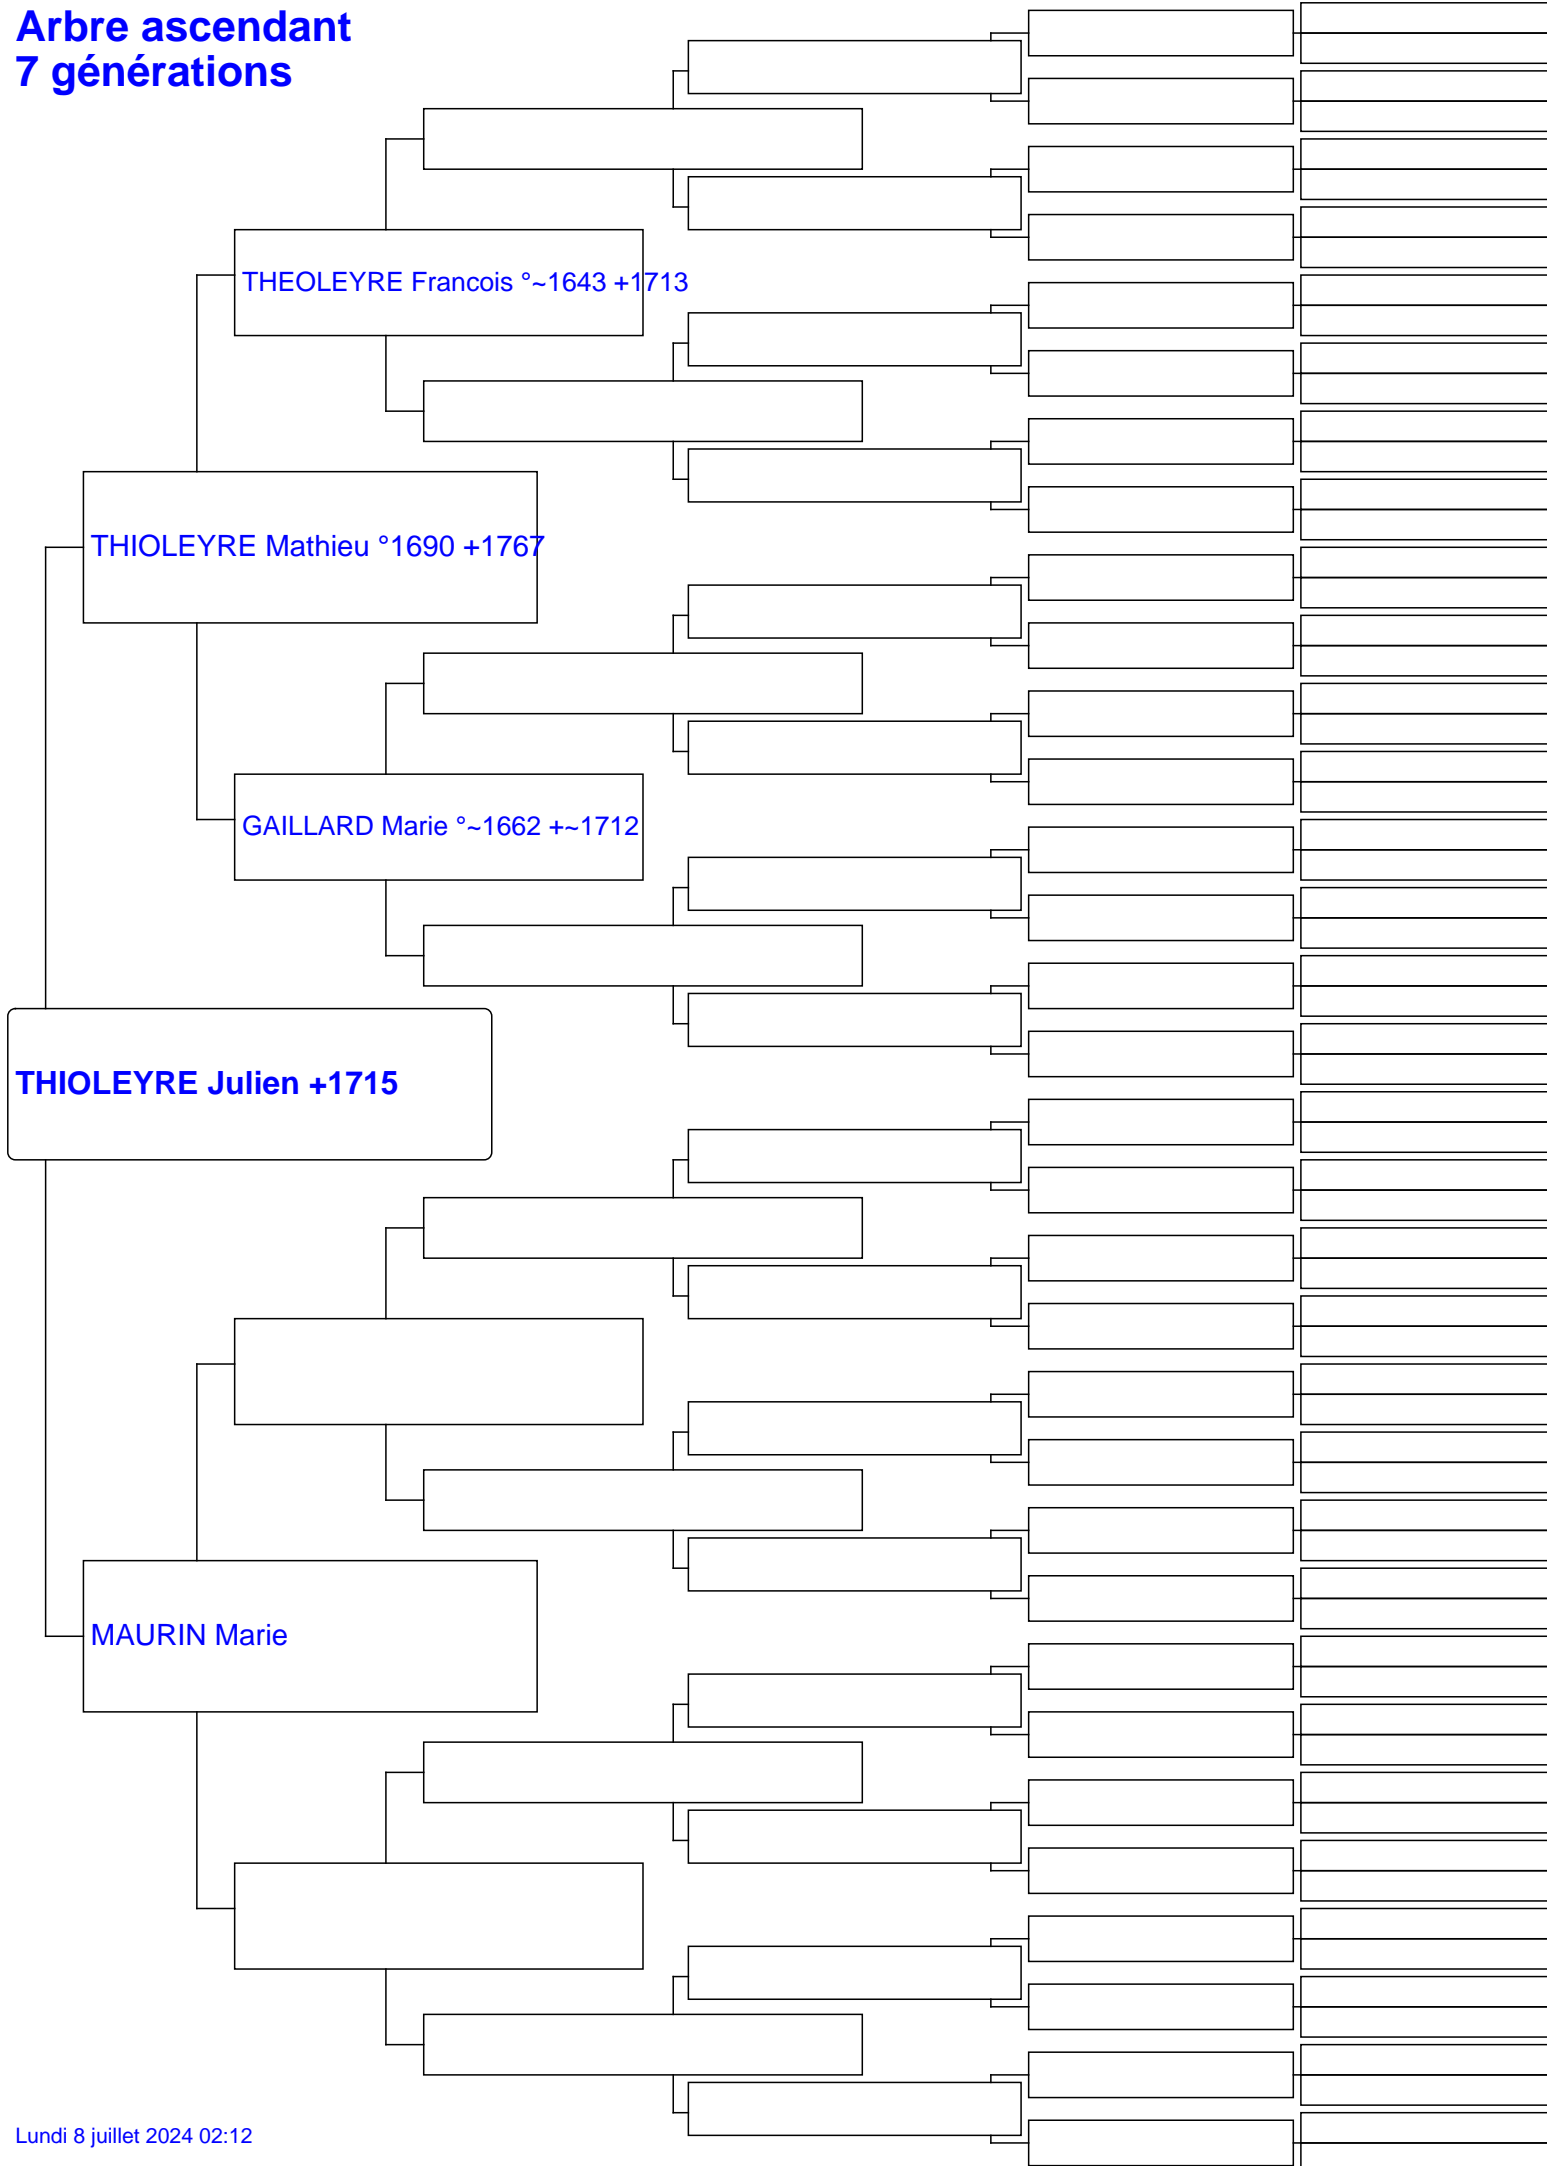 Arbre ascendant
7 générations
THEOLEYRE Francois °~1643 +1713
THIOLEYRE Mathieu °1690 +1767
GAILLARD Marie °~1662 +~1712
THIOLEYRE Julien +1715
MAURIN Marie
Lundi 8 juillet 2024 02:12